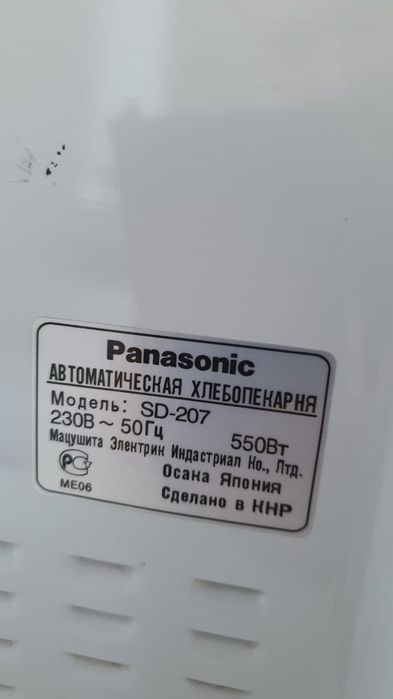 Panasonic
АВТОМАТИЧЕСКАЯ ХЛЕБОПЕКАРНЯ
Модель: SD-207
230В ~ 50Гц 550Вт
Мацушита Электрик Индастриал Ко., Лтд.
Осака Япония
РС
МЕ06 Сделано в КНР